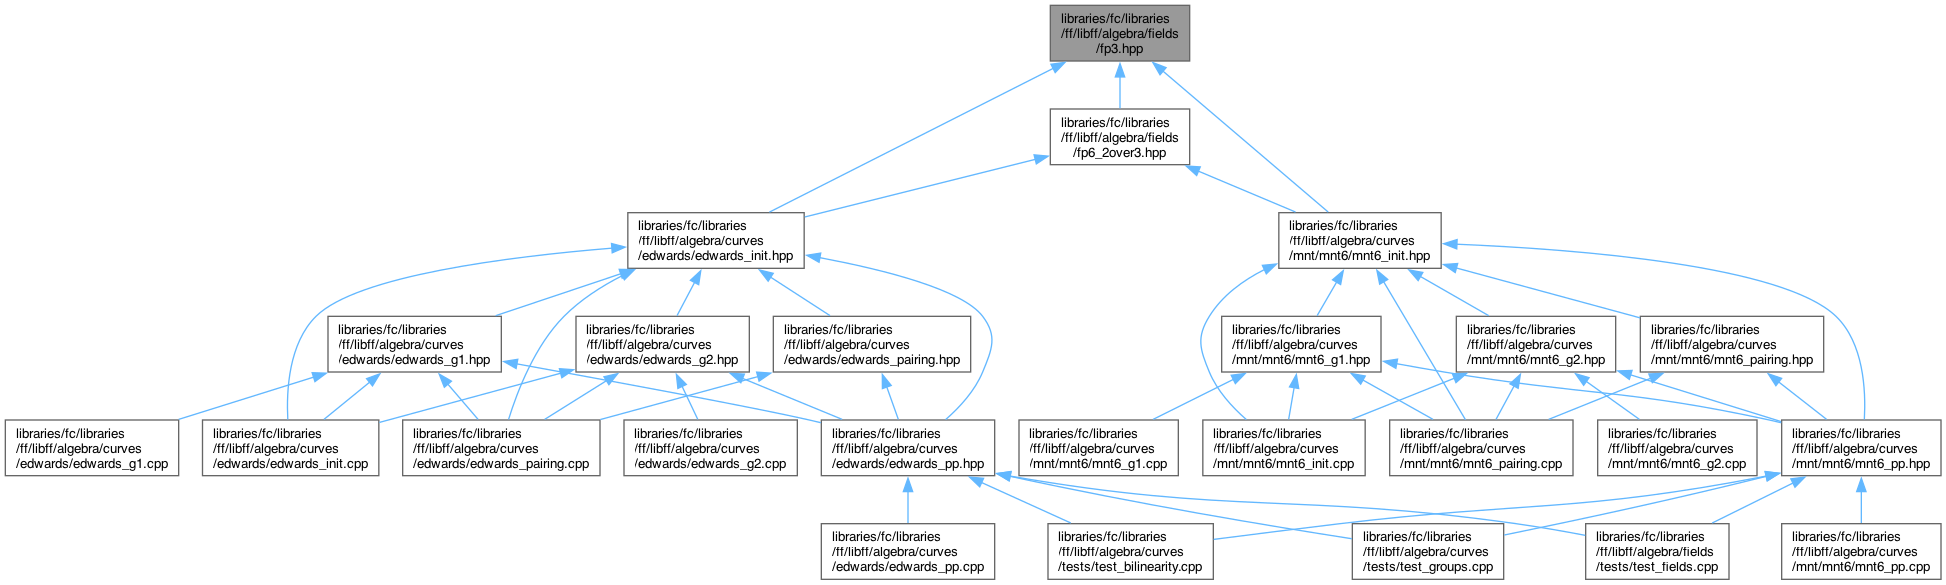 libraries/fc/libraries
/ff/libff/algebra/fields
/fp3.hpp
libraries/fc/libraries
/ff/libff/algebra/fields
/fp6_2over3.hpp
libraries/fc/libraries
/ff/libff/algebra/curves
/edwards/edwards_init.hpp
libraries/fc/libraries
/ff/libff/algebra/curves
/mnt/mnt6/mnt6_init.hpp
libraries/fc/libraries
/ff/libff/algebra/curves
/edwards/edwards_g1.hpp
libraries/fc/libraries
/ff/libff/algebra/curves
/edwards/edwards_g2.hpp
libraries/fc/libraries
/ff/libff/algebra/curves
/edwards/edwards_pairing.hpp
libraries/fc/libraries
/ff/libff/algebra/curves
/mnt/mnt6/mnt6_g1.hpp
libraries/fc/libraries
/ff/libff/algebra/curves
/mnt/mnt6/mnt6_g2.hpp
libraries/fc/libraries
/ff/libff/algebra/curves
/mnt/mnt6/mnt6_pairing.hpp
libraries/fc/libraries
/ff/libff/algebra/curves
/edwards/edwards_g1.cpp
libraries/fc/libraries
/ff/libff/algebra/curves
/edwards/edwards_init.cpp
libraries/fc/libraries
/ff/libff/algebra/curves
/edwards/edwards_pairing.cpp
libraries/fc/libraries
/ff/libff/algebra/curves
/edwards/edwards_g2.cpp
libraries/fc/libraries
/ff/libff/algebra/curves
/edwards/edwards_pp.hpp
libraries/fc/libraries
/ff/libff/algebra/curves
/mnt/mnt6/mnt6_g1.cpp
libraries/fc/libraries
/ff/libff/algebra/curves
/mnt/mnt6/mnt6_init.cpp
libraries/fc/libraries
/ff/libff/algebra/curves
/mnt/mnt6/mnt6_pairing.cpp
libraries/fc/libraries
/ff/libff/algebra/curves
/mnt/mnt6/mnt6_g2.cpp
libraries/fc/libraries
/ff/libff/algebra/curves
/mnt/mnt6/mnt6_pp.hpp
libraries/fc/libraries
/ff/libff/algebra/curves
/edwards/edwards_pp.cpp
libraries/fc/libraries
/ff/libff/algebra/curves
/tests/test_bilinearity.cpp
libraries/fc/libraries
/ff/libff/algebra/curves
/tests/test_groups.cpp
libraries/fc/libraries
/ff/libff/algebra/fields
/tests/test_fields.cpp
libraries/fc/libraries
/ff/libff/algebra/curves
/mnt/mnt6/mnt6_pp.cpp